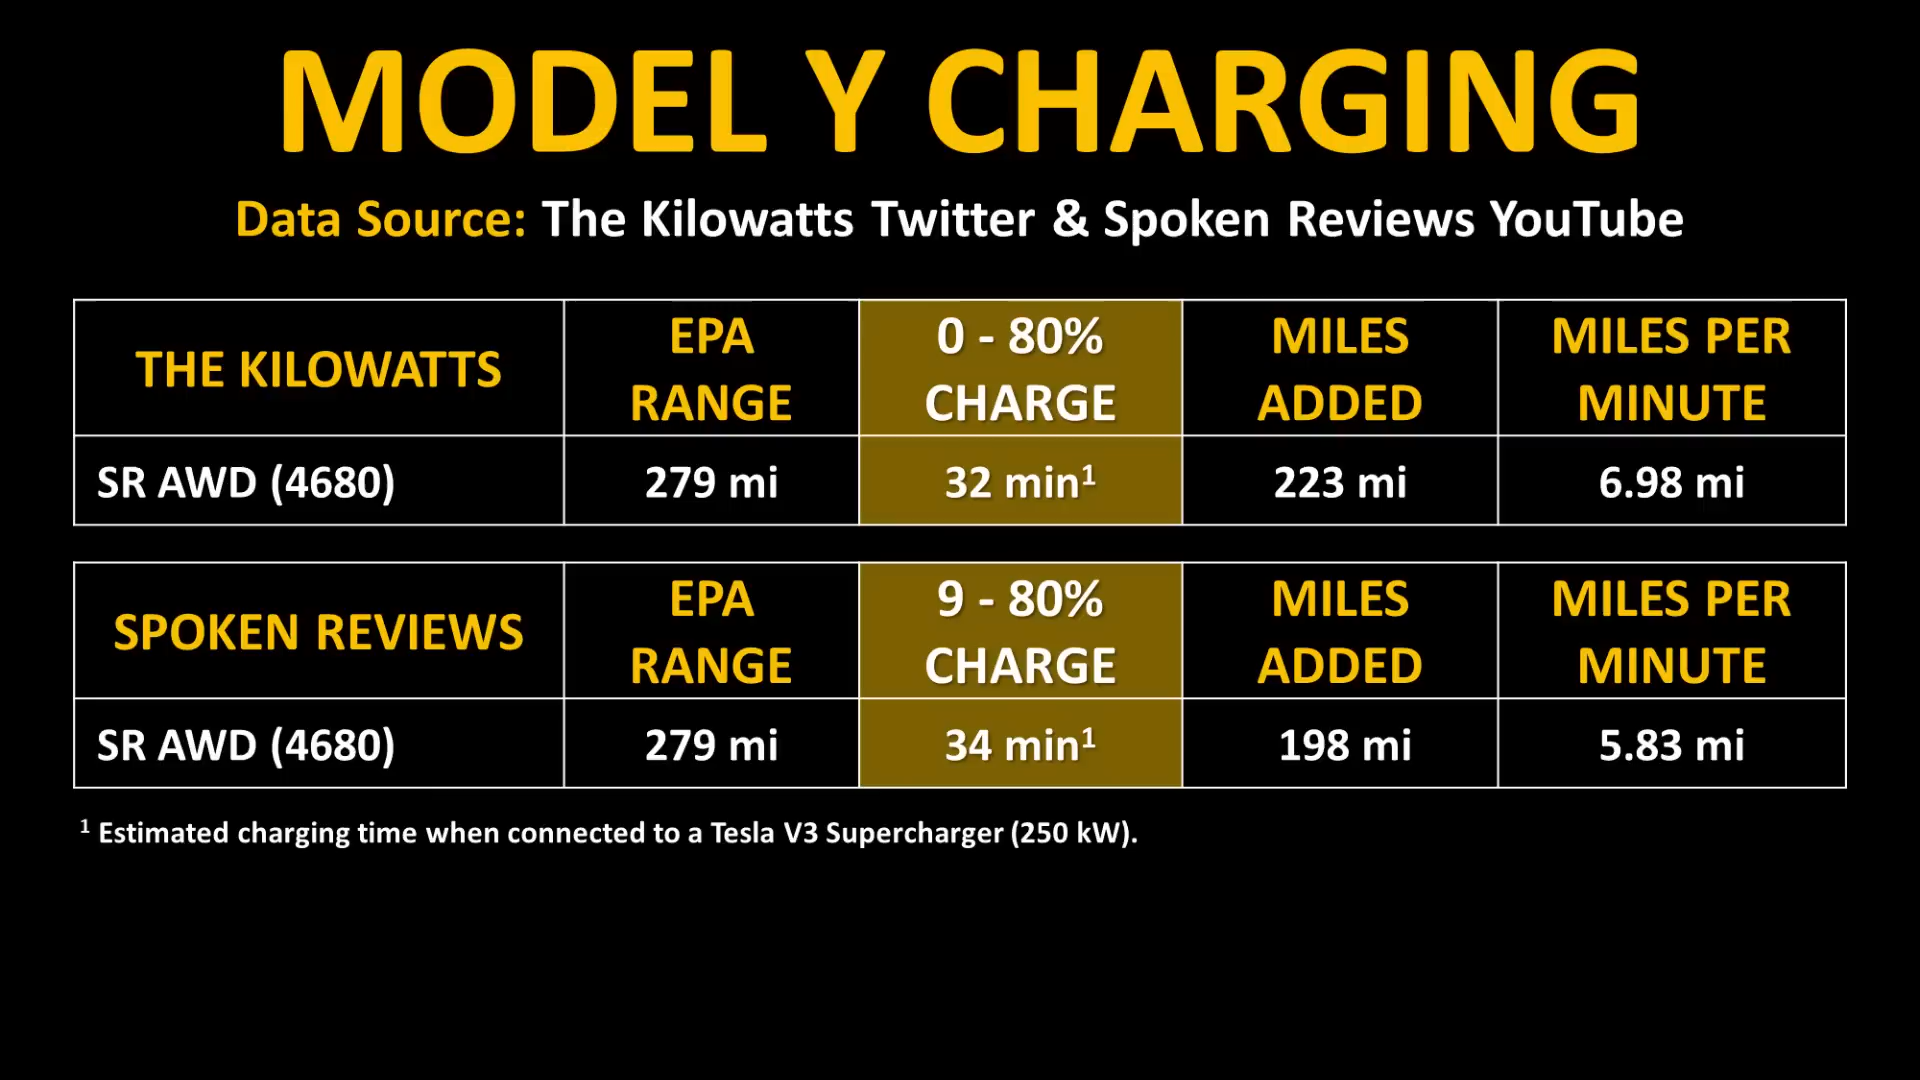 MODEL Y CHARGING
Data Source: The Kilowatts Twitter & Spoken Reviews YouTube
THE KILOWATTS
EPA
RANGE
0 - 80%
CHARGE
MILES
ADDED
MILES PER
MINUTE
SR AWD (4680)
279 mi
32 min¹
223 mi
6.98 mi
SPOKEN REVIEWS
EPA
RANGE
9 - 80%
CHARGE
MILES
ADDED
MILES PER
MINUTE
SR AWD (4680)
279 mi
34 min¹
198 mi
5.83 mi
¹ Estimated charging time when connected to a Tesla V3 Supercharger (250 kW).